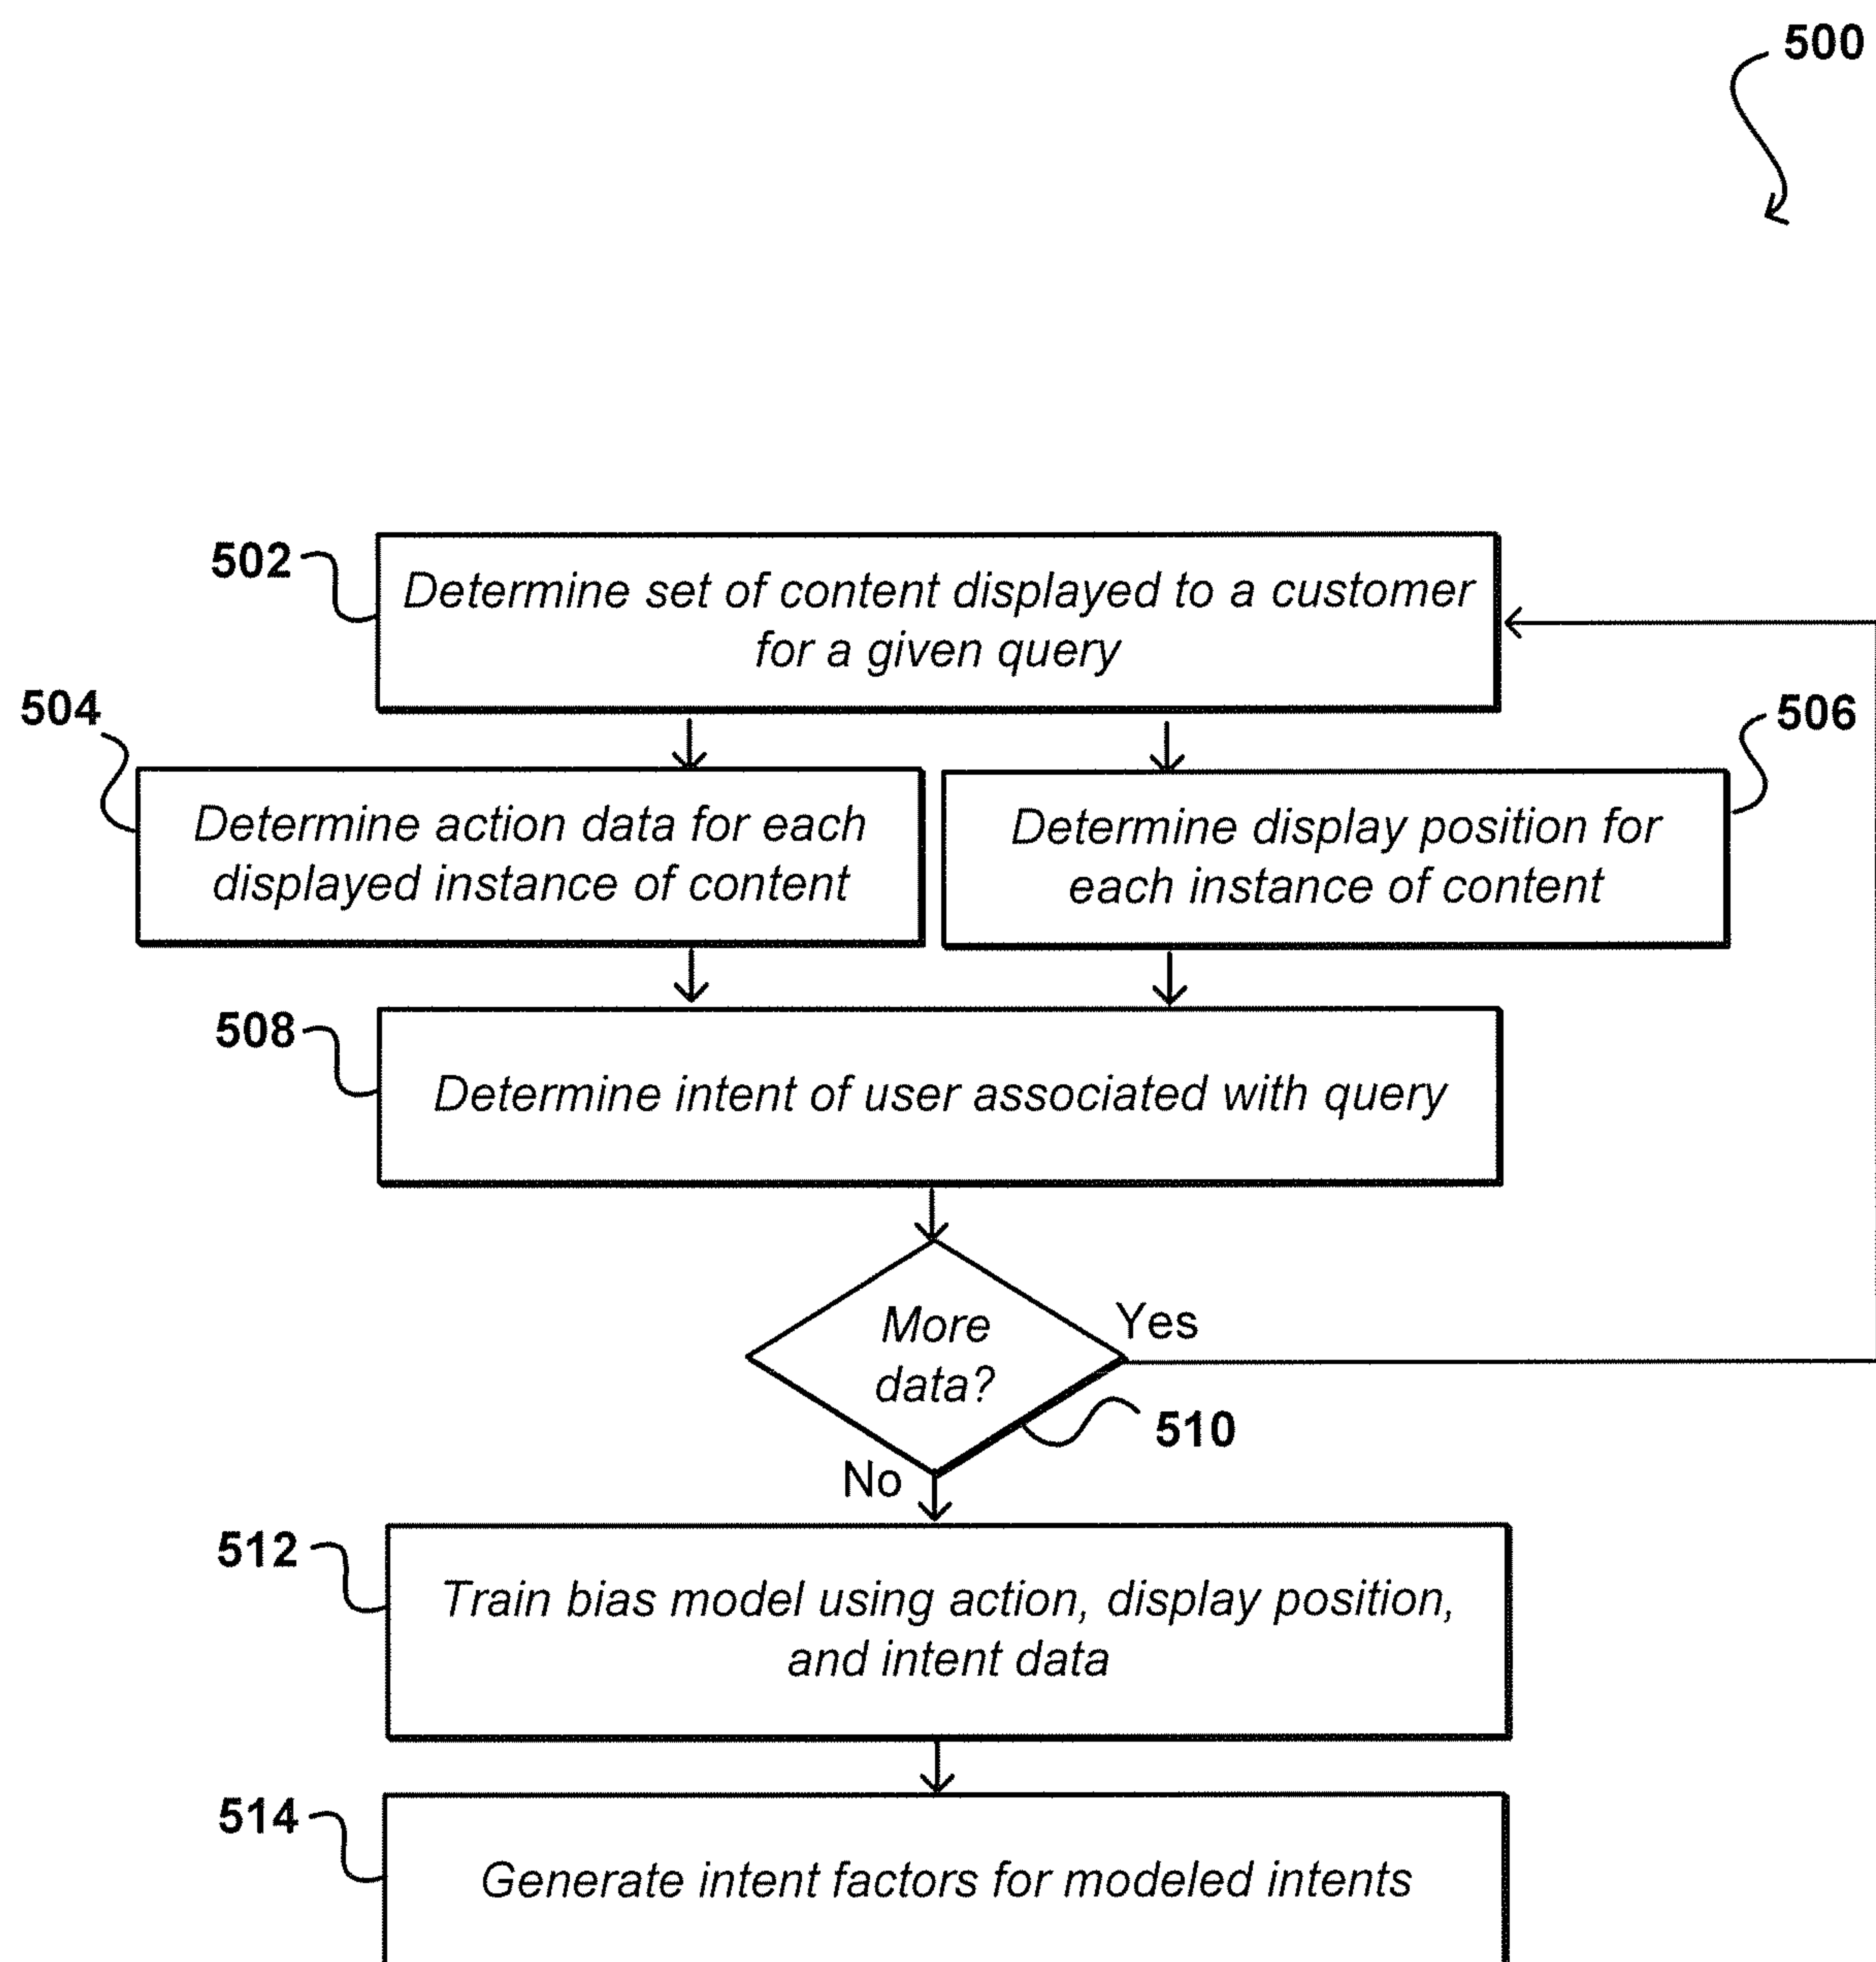 500
502
Determine set of content displayed to a customer
for a given query
504
506
Determine action data for each
displayed instance of content
Determine display position for
each instance of content
508
Determine intent of user associated with query
More
data?
Yes
510
No
512
Train bias model using action, display position,
and intent data
514
Generate intent factors for modeled intents